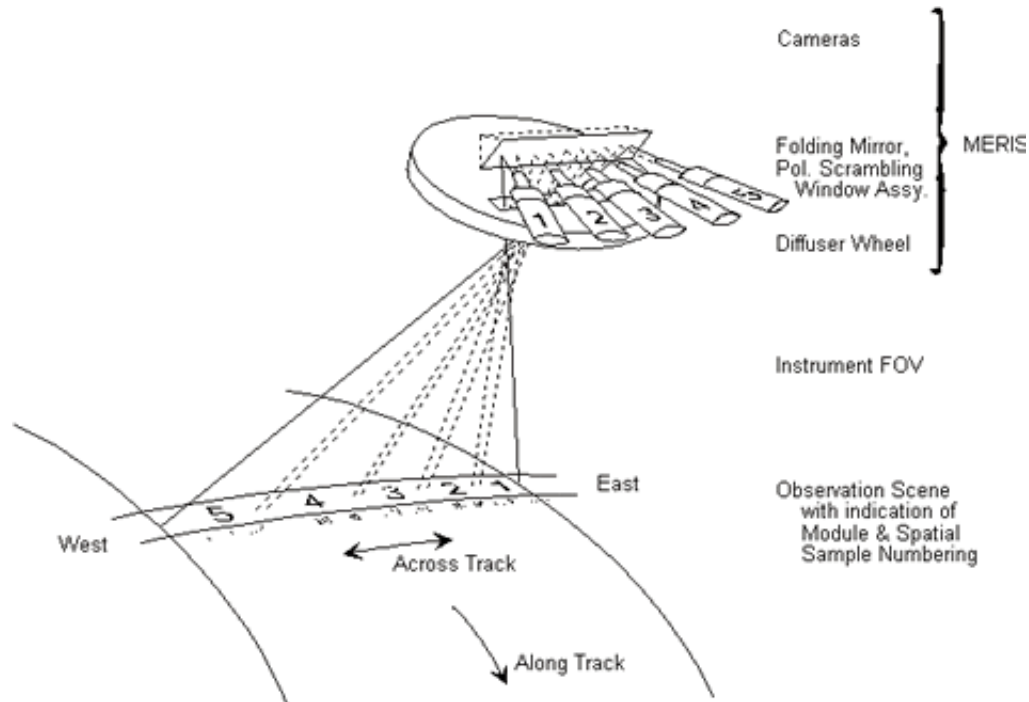 Cameras
Folding Mirror,
Pol. Scrambling
Window Assy.
MERIS
1 2 3 4 5
Diffuser Wheel
Instrument FOV
5 4 3 2 1
East
West
Observation Scene
with indication of
Module & Spatial
Sample Numbering
Across Track
Along Track